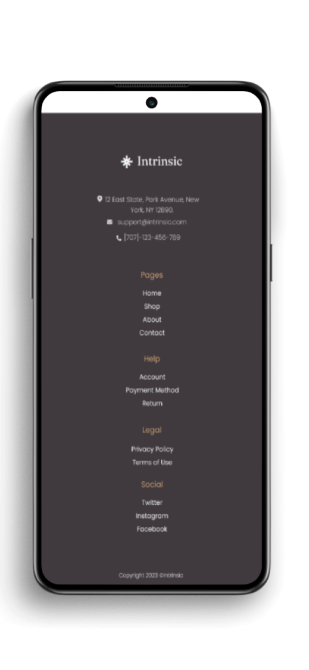 Intrinsic
12 East State, Park Avenue, New
York, NY 12890.
support@intrinsic.com
[707]-123-456-789
Pages
Home
Shop
About
Contact
Help
Account
Payment Method
Return
Legal
Privacy Policy
Terms of Use
Social
Twitter
Instagram
Facebook
Copyright 2023 ©Inotrinsic